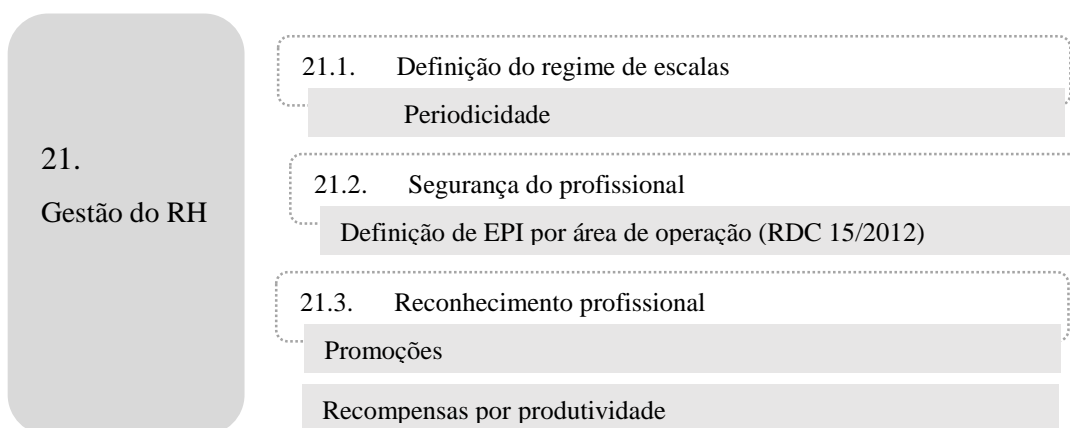 21.
Gestão do RH
21.1. Definição do regime de escalas
Periodicidade
21.2. Segurança do profissional
Definição de EPI por área de operação (RDC 15/2012)
21.3. Reconhecimento profissional
Promoções
Recompensas por produtividade